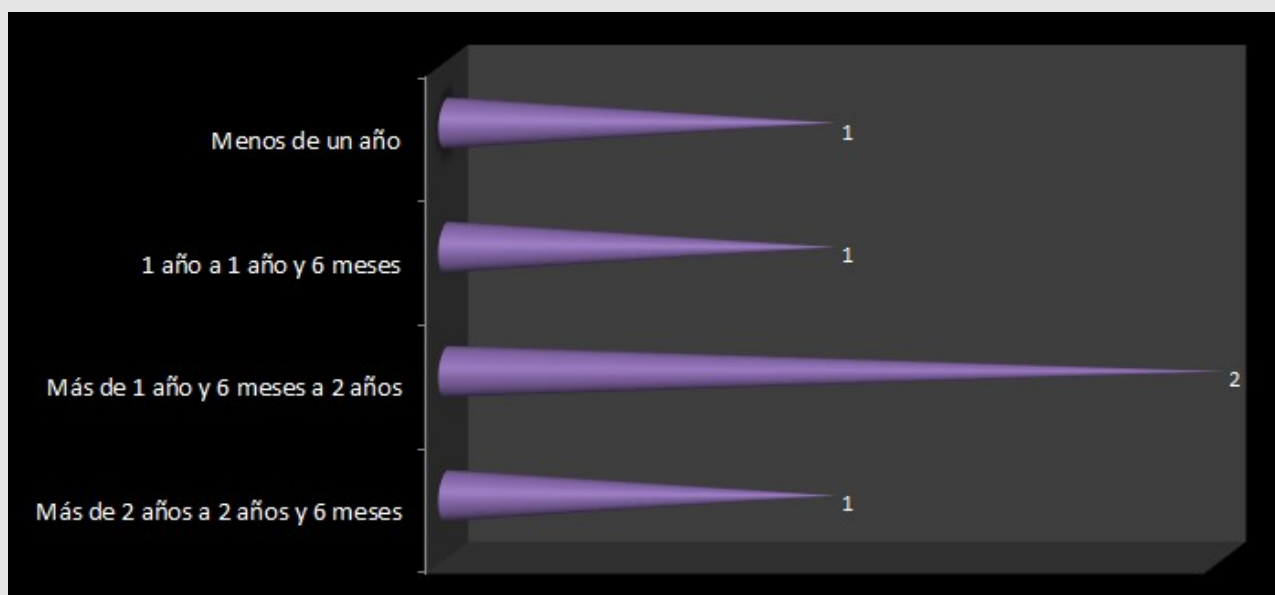 Menos de un año
1
1 año a 1 año y 6 meses
1
Más de 1 año y 6 meses a 2 años
2
Más de 2 años a 2 años y 6 meses
1